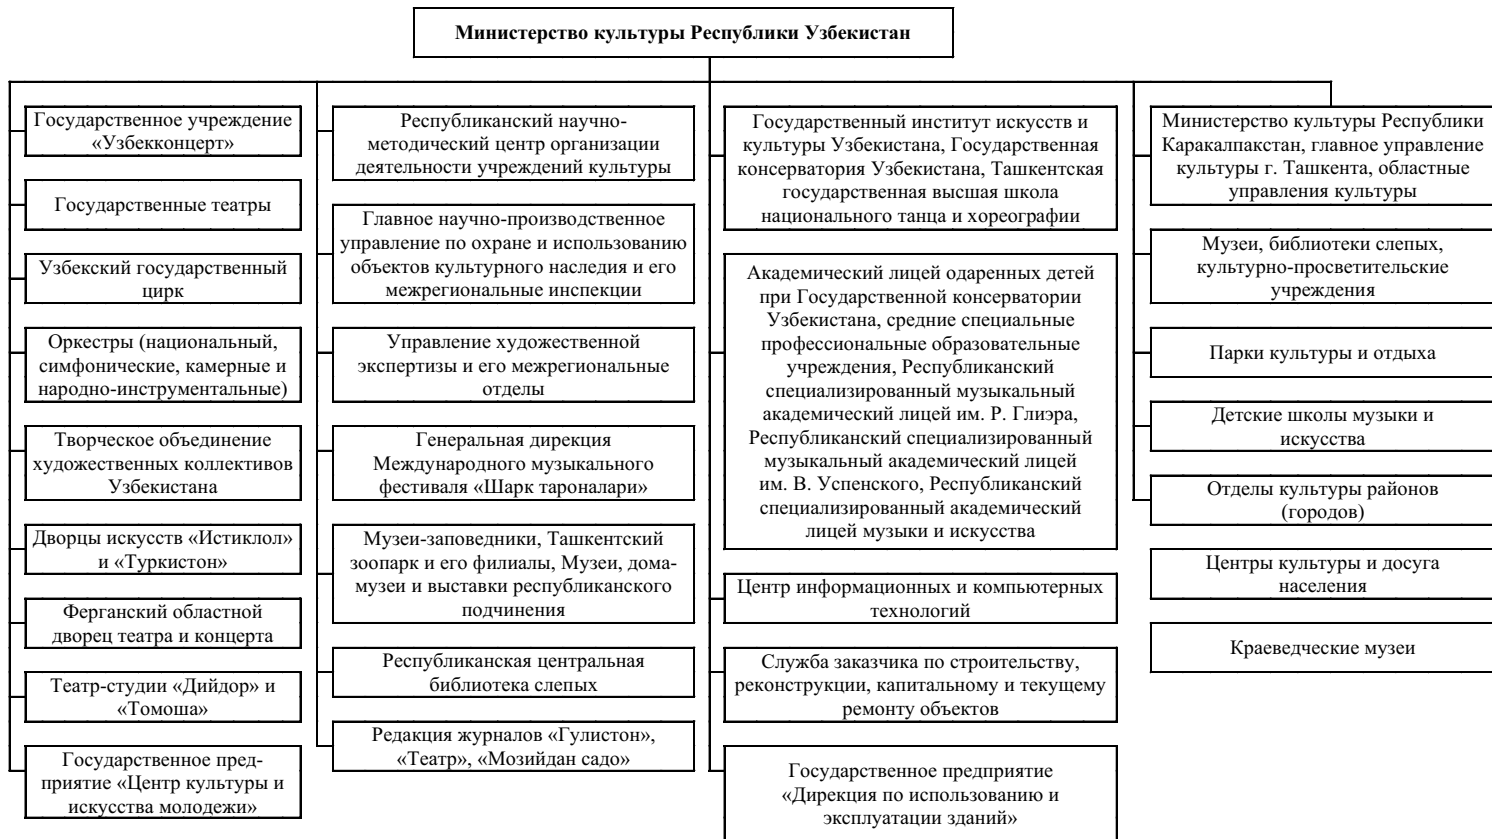 Министерство культуры Республики Узбекистан
Государственное учреждение
«Узбекконцерт»
Государственные театры
Узбекский государственный
цирк
Оркестры (национальный,
симфонические, камерные и
народно-инструментальные)
Творческое объединение
художественных коллективов
Узбекистана
Дворцы искусств «Истиклол»
и «Туркистон»
Ферганский областной
дворец театра и концерта
Театр-студии «Дийдор» и
«Томоша»
Государственное пред-
приятие «Центр культуры и
искусства молодежи»
Республиканский научно-
методический центр организации
деятельности учреждений культуры
Главное научно-производственное
управление по охране и использованию
объектов культурного наследия и его
межрегиональные инспекции
Управление художественной
экспертизы и его межрегиональные
отделы
Генеральная дирекция
Международного музыкального
фестиваля «Шарк тароналари»
Музеи-заповедники, Ташкентский
зоопарк и его филиалы, Музеи, дома-
музеи и выставки республиканского
подчинения
Республиканская центральная
библиотека слепых
Редакция журналов «Гулистон»,
«Театр», «Мозийдан садо»
Государственный институт искусств и
культуры Узбекистана, Государственная
консерватория Узбекистана, Ташкентская
государственная высшая школа
национального танца и хореографии
Академический лицей одаренных детей
при Государственной консерватории
Узбекистана, средние специальные
профессиональные образовательные
учреждения, Республиканский
специализированный музыкальный
академический лицей им. Р. Глиэра,
Республиканский специализированный
музыкальный академический лицей
им. В. Успенского, Республиканский
специализированный академический
лицей музыки и искусства
Центр информационных и компьютерных
технологий
Служба заказчика по строительству,
реконструкции, капитальному и текущему
ремонту объектов
Государственное предприятие
«Дирекция по использованию и
эксплуатации зданий»
Министерство культуры Республики
Каракалпакстан, главное управление
культуры г. Ташкента, областные
управления культуры
Музеи, библиотеки слепых,
культурно-просветительские
учреждения
Парки культуры и отдыха
Детские школы музыки и
искусства
Отделы культуры районов
(городов)
Центры культуры и досуга
населения
Краеведческие музеи